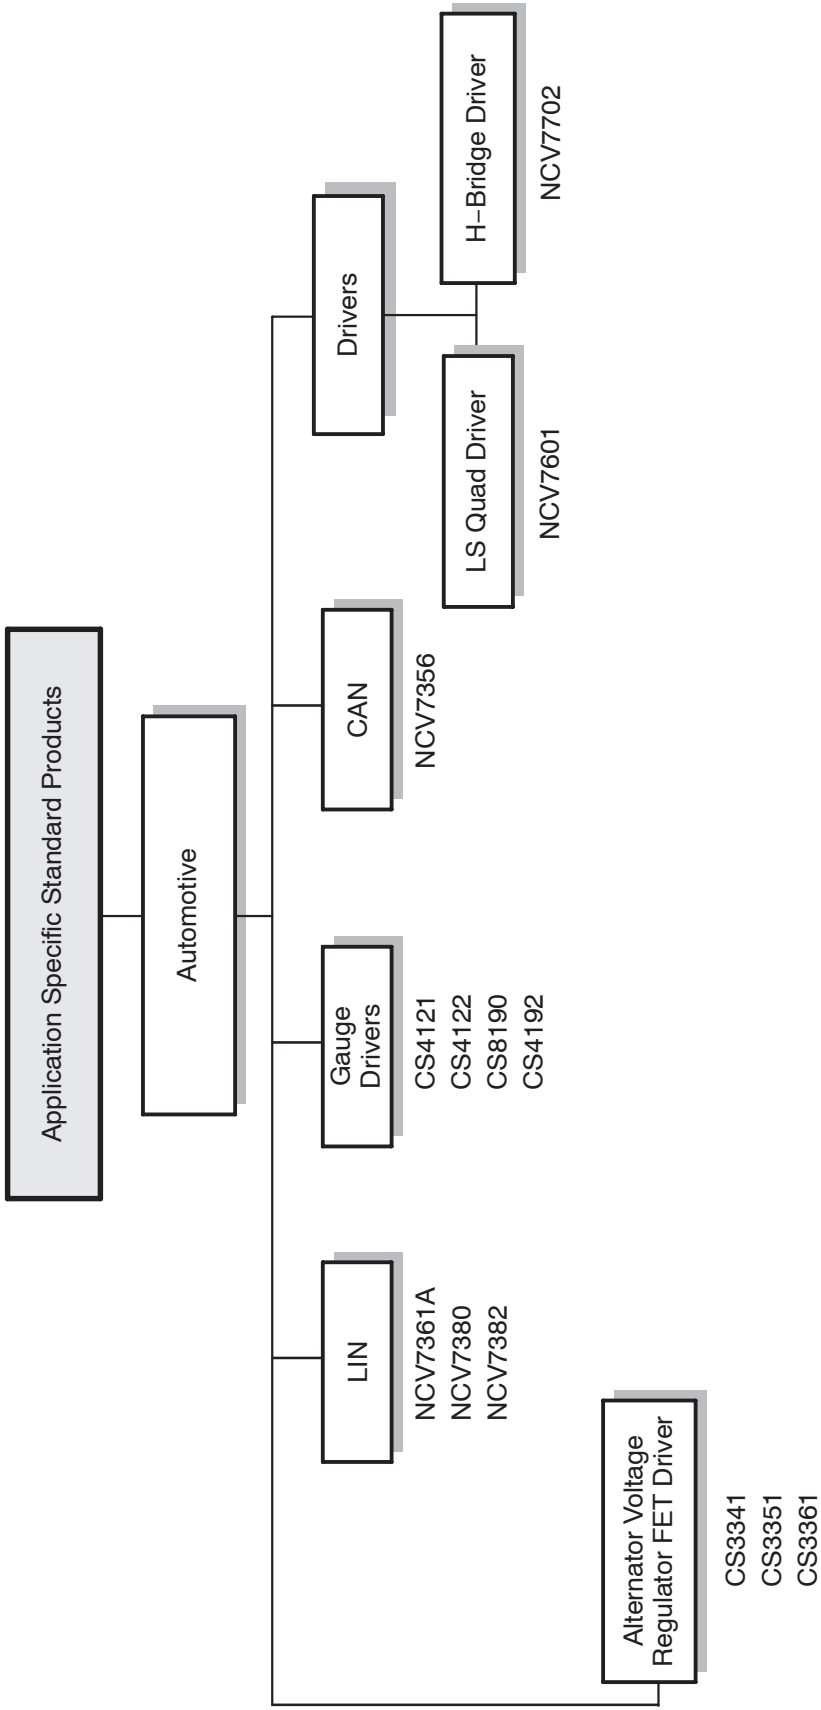 Application Specific Standard Products
Automotive
Alternator Voltage
Regulator FET Driver
CS3341
CS3351
CS3361
LIN
NCV7361A
NCV7380
NCV7382
Gauge
Drivers
CS4121
CS4122
CS8190
CS4192
CAN
NCV7356
Drivers
LS Quad Driver
NCV7601
H−Bridge Driver
NCV7702